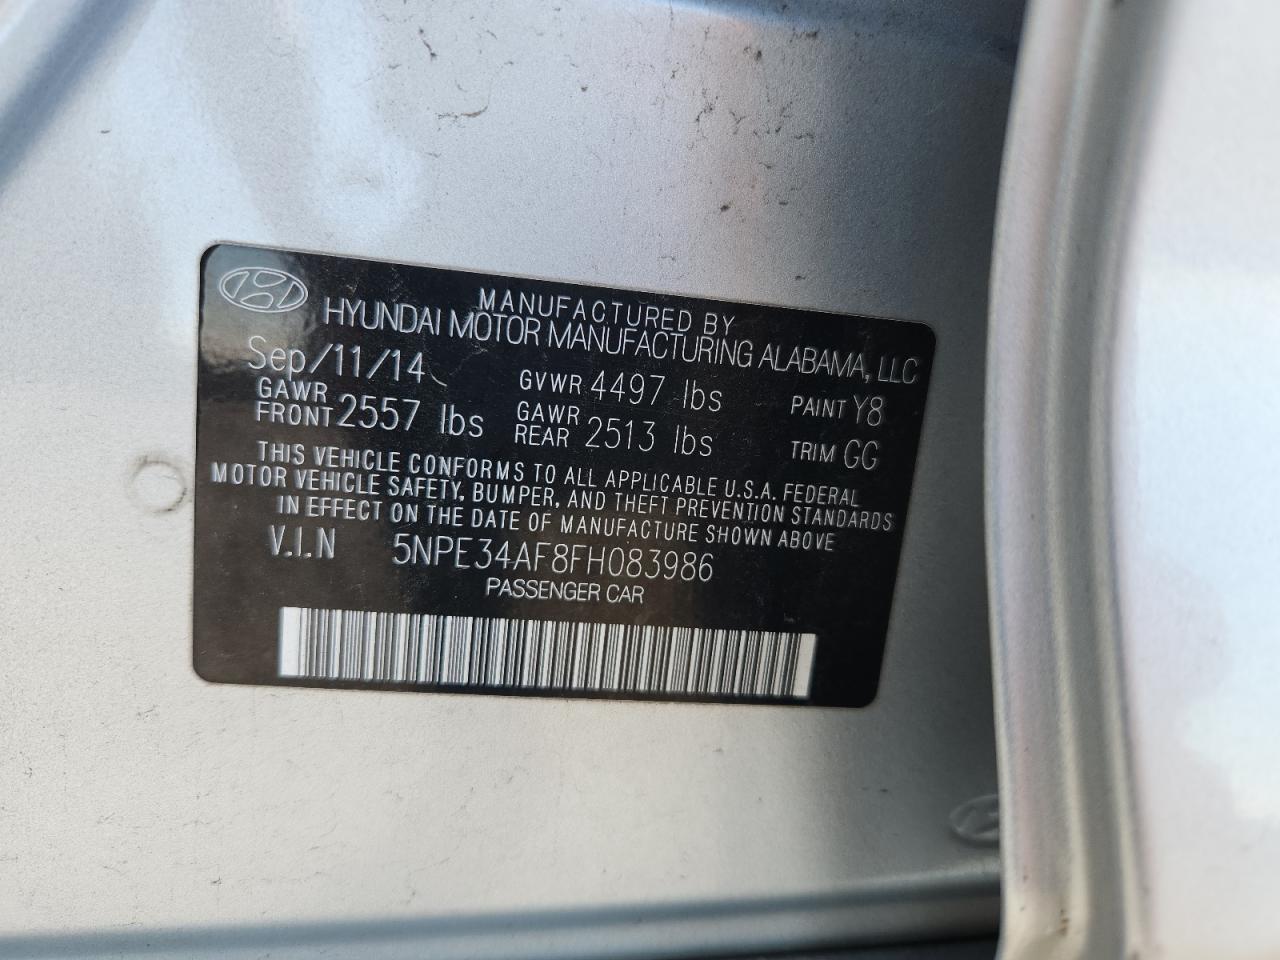 MANUFACTURED BY
HYUNDAI MOTOR MANUFACTURING ALABAMA, LLC
Sep/11/14 GVWR 4497 lbs PAINT Y8
GAWR FRONT 2557 lbs GAWR REAR 2513 lbs TRIM GG
THIS VEHICLE CONFORMS TO ALL APPLICABLE U.S.A. FEDERAL
MOTOR VEHICLE SAFETY, BUMPER, AND THEFT PREVENTION STANDARDS
IN EFFECT ON THE DATE OF MANUFACTURE SHOWN ABOVE
V.I.N 5NPE34AF8FH083986
PASSENGER CAR